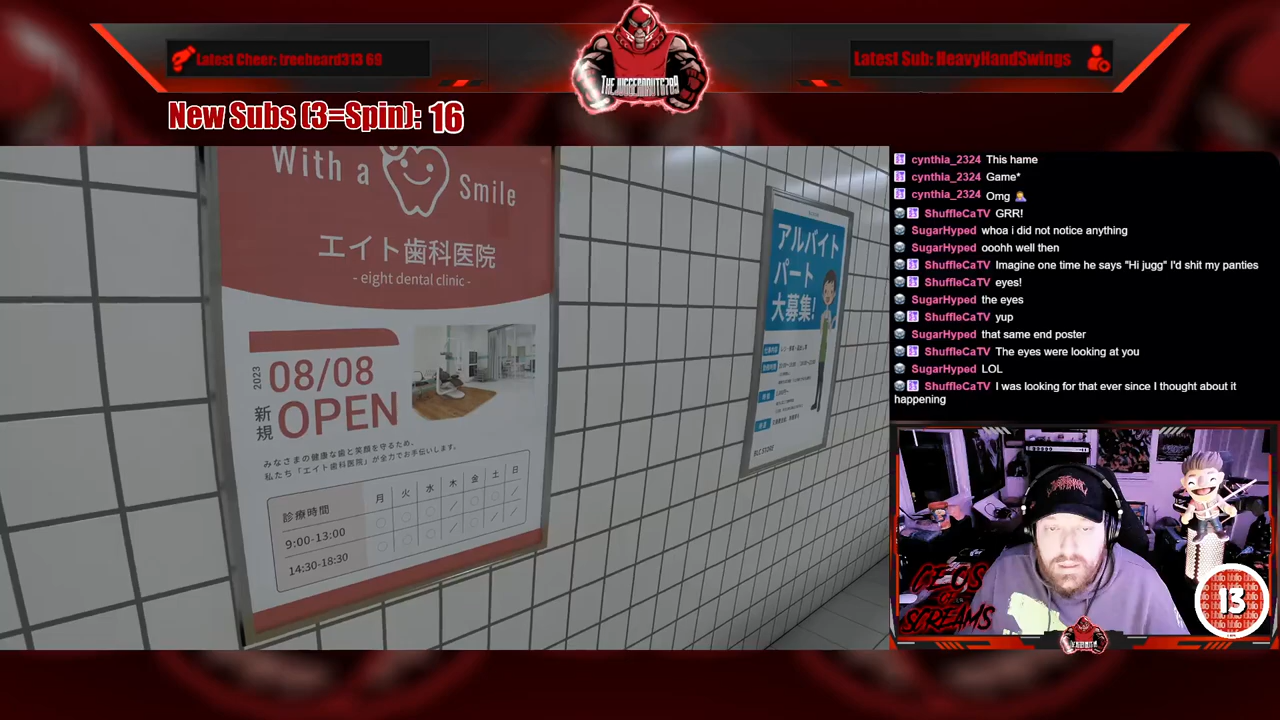 Latest Cheer: treebeard313 69
THEJUGGERNAUT6789
Latest Sub: HeavyHandSwings
New Subs (3=Spin): 16
With a Smile
エイト歯科医院
- eight dental clinic -
2023
08/08
新規
OPEN
みなさまの健康な歯と笑顔を守るため、
私たち「エイト歯科医院」が全力でお手伝いします。
診療時間 月 火 水 木 金 土 日
9:00-13:00 ○ ○ ○ / ○ ○ /
14:30-18:30 ○ ○ ○ / ○ / /
アルバイト
パート
大募集!
cynthia_2324 This hame
cynthia_2324 Game*
cynthia_2324 Omg 🤦‍♀️
ShuffleCaTV GRR!
SugarHyped whoa i did not notice anything
SugarHyped ooohh well then
ShuffleCaTV Imagine one time he says "Hi jugg" I'd shit my panties
ShuffleCaTV eyes!
SugarHyped the eyes
ShuffleCaTV yup
SugarHyped that same end poster
ShuffleCaTV The eyes were looking at you
SugarHyped LOL
ShuffleCaTV I was looking for that ever since I thought about it
happening
13